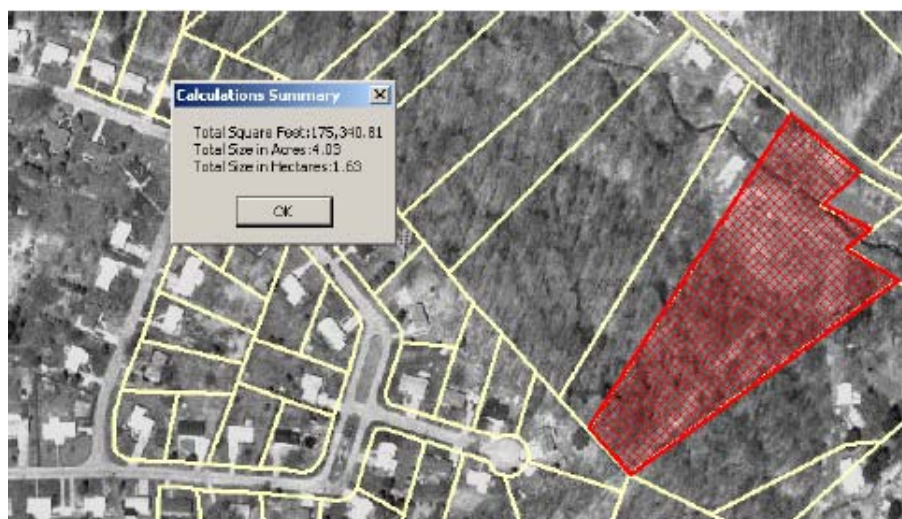 Calculations Summary
Total Square Feet:175,340.81
Total Size in Acres:4.03
Total Size in Hectares:1.63
OK